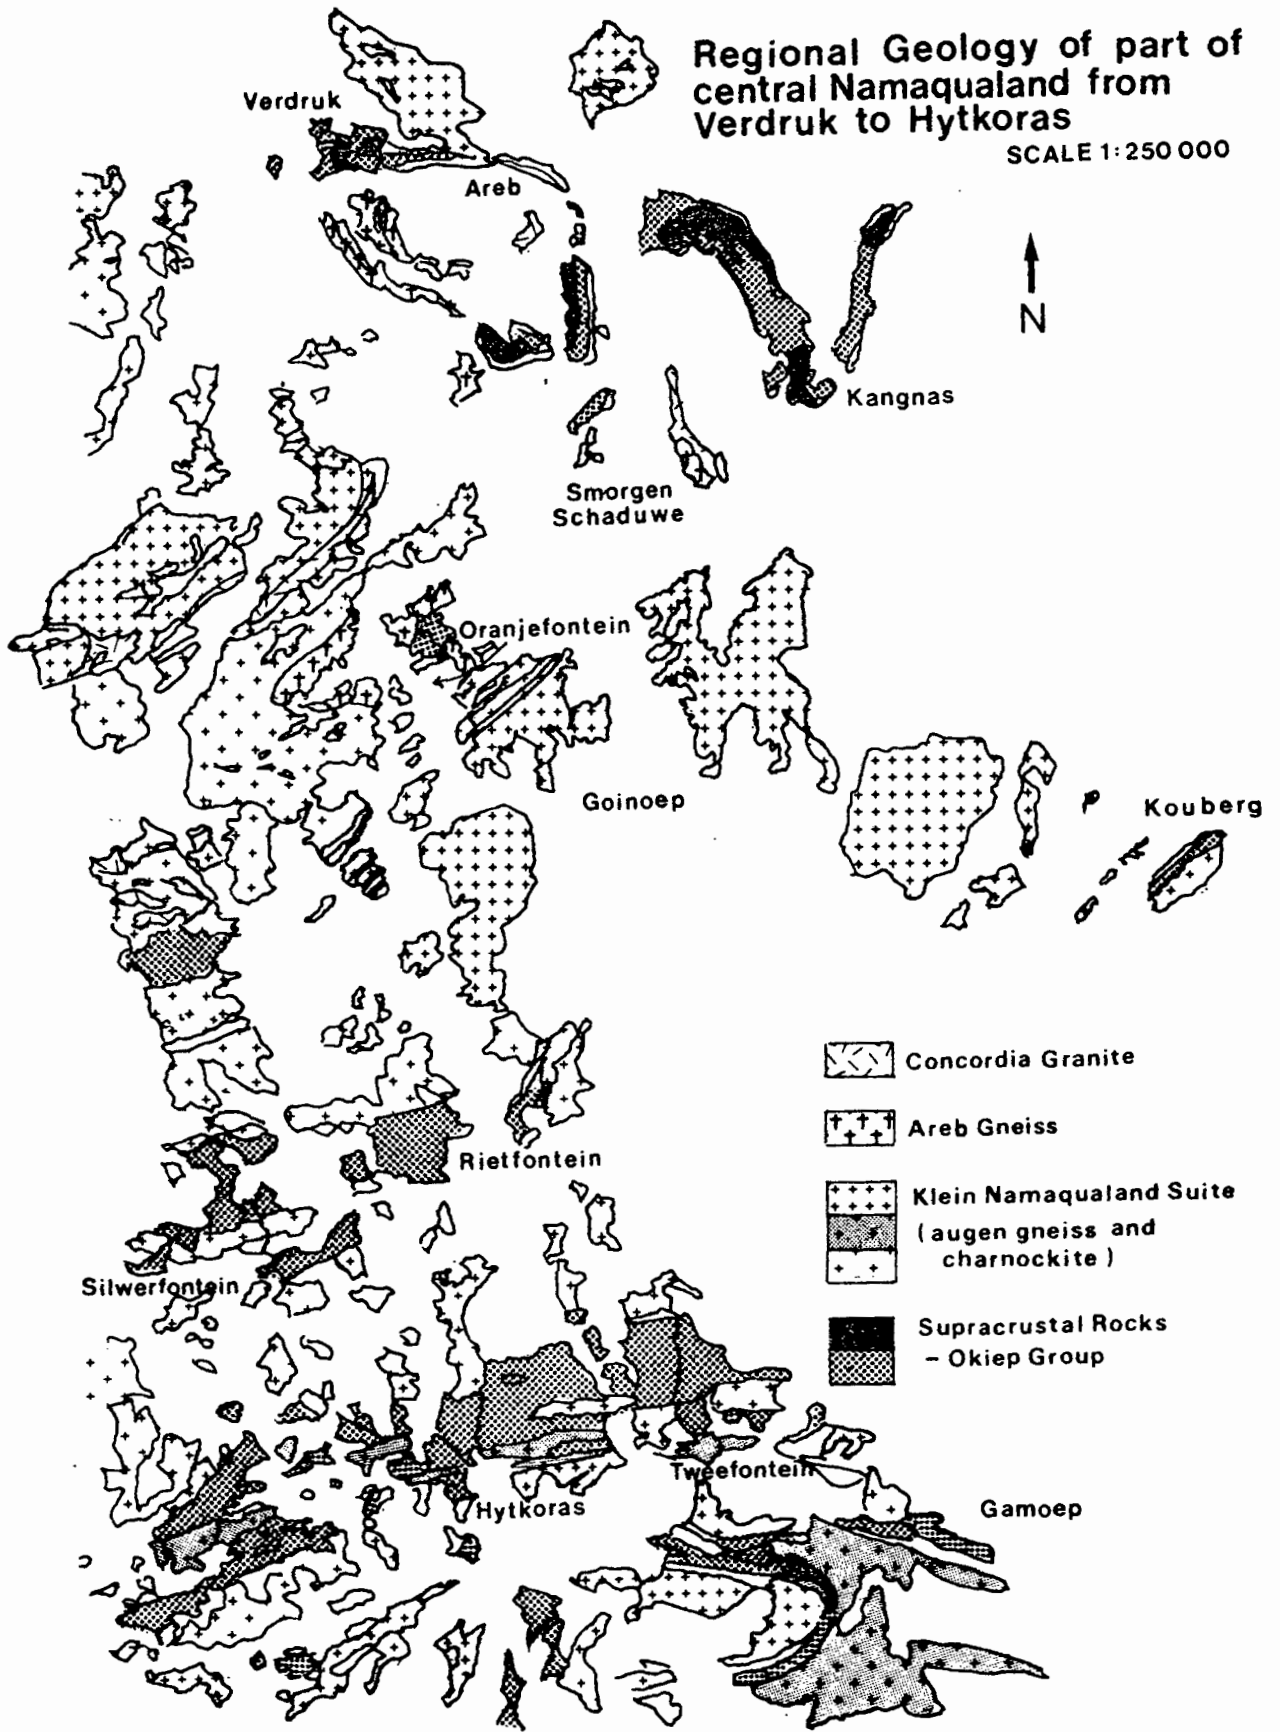 Regional Geology of part of
central Namaqualand from
Verdruk to Hytkoras
SCALE 1:250 000
Verdruk
Areb
N
Kangnas
Smorgen
Schaduwe
Oranjefontein
Goinoep
Kouberg
Concordia Granite
Areb Gneiss
Rietfontein
Klein Namaqualand Suite
(augen gneiss and
charnockite)
Silwerfontein
Supracrustal Rocks
- Okiep Group
Tweefontein
Hytkoras
Gamoep